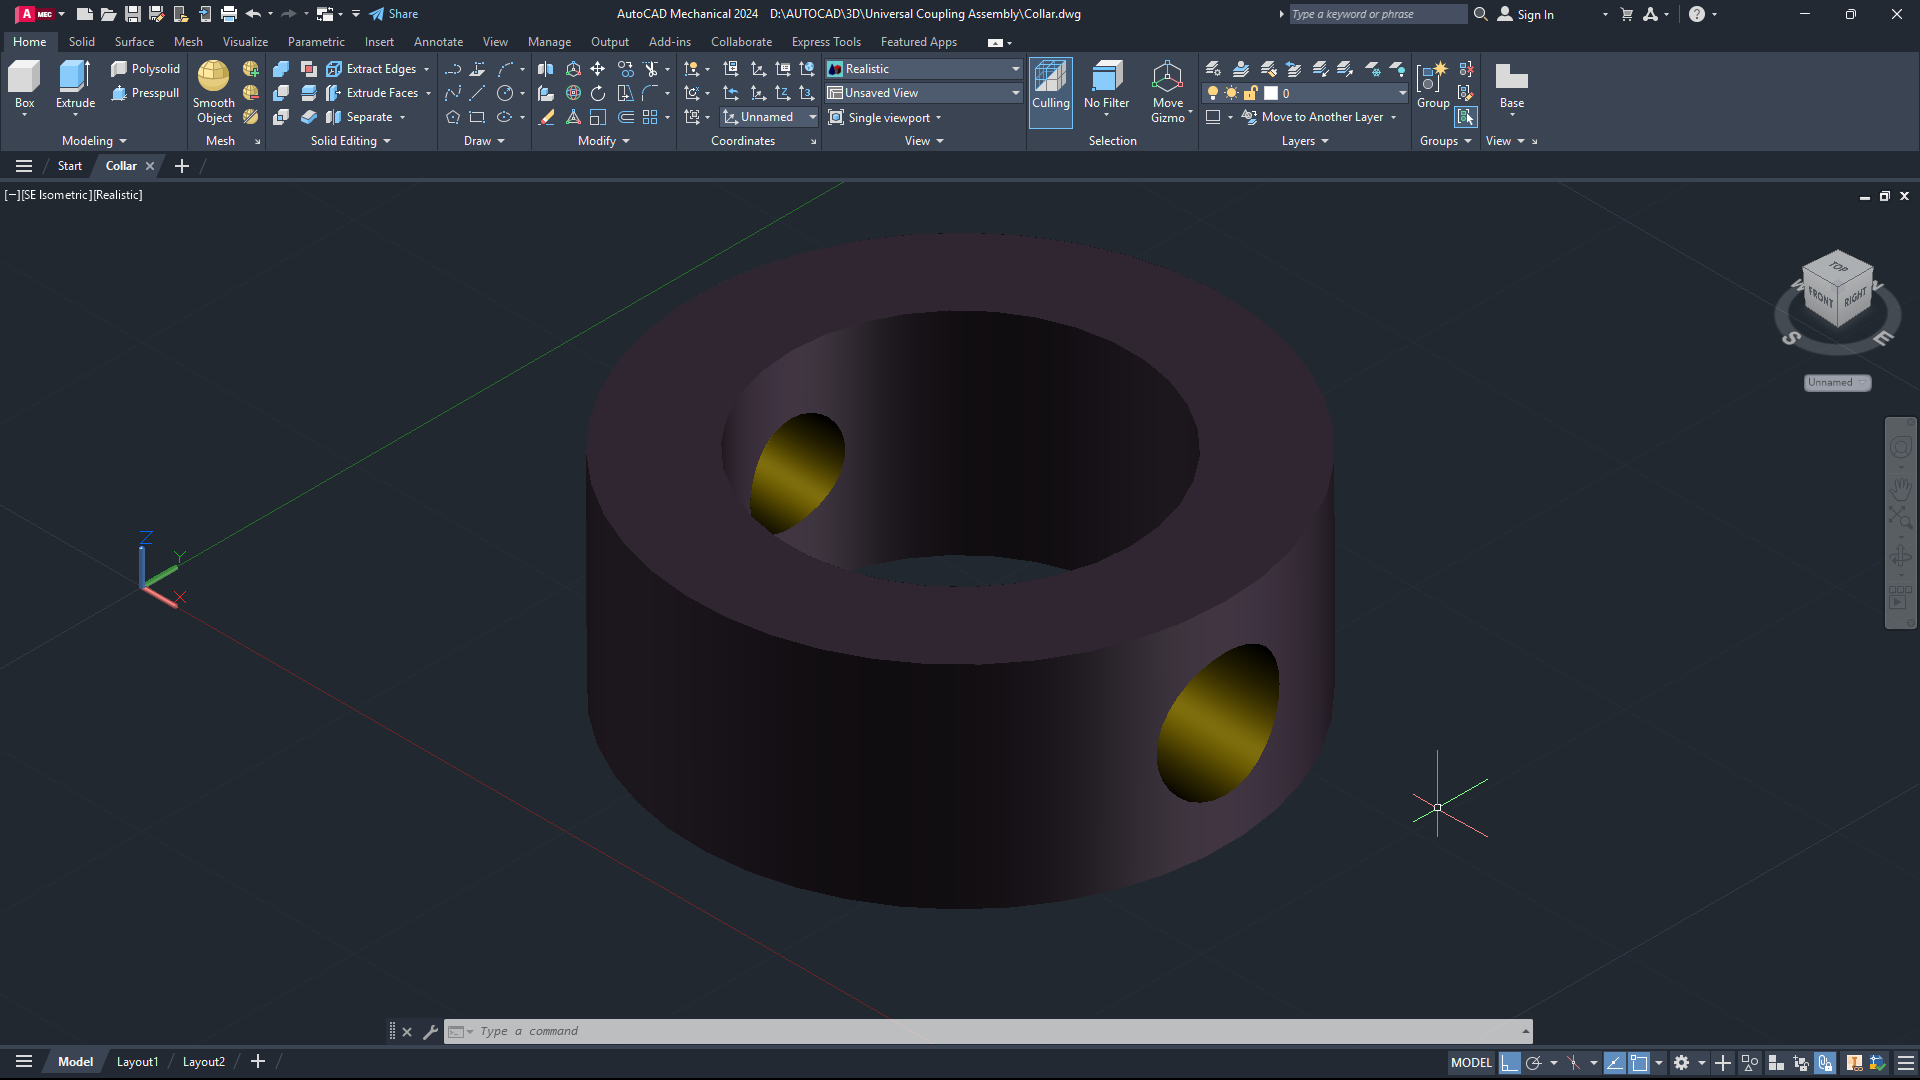 A MEC Share AutoCAD Mechanical 2024 D:\AUTOCAD\3D\Universal Coupling Assembly\Collar.dwg Type a keyword or phrase Sign In
Home Solid Surface Mesh Visualize Parametric Insert Annotate View Manage Output Add-ins Collaborate Express Tools Featured Apps
Polysolid Extract Edges Realistic
Presspull Extrude Faces Unsaved View 0
Box Extrude Smooth Object Separate Unnamed Single viewport Culling No Filter Move Gizmo Move to Another Layer Group Base
Modeling Mesh Solid Editing Draw Modify Coordinates View Selection Layers Groups View
Start Collar
[−][SE Isometric][Realistic]
TOP
W N
FRONT RIGHT
S E
Unnamed
Z
Y
X
Type a command
Model Layout1 Layout2 MODEL